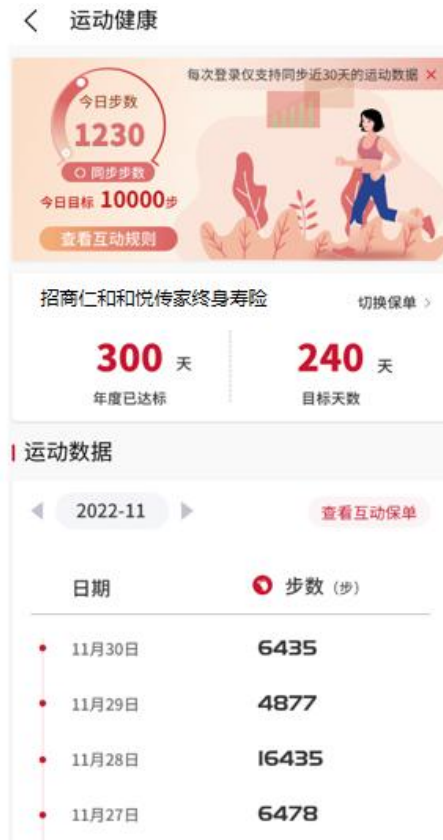 运动健康
每次登录仅支持同步近30天的运动数据
今日步数
1230
同步步数
今日目标 10000步
查看互动规则
招商仁和和悦传家终身寿险 切换保单
300 天 240 天
年度已达标 目标天数
运动数据
2022-11 查看互动保单
日期 步数（步）
11月30日 6435
11月29日 4877
11月28日 16435
11月27日 6478